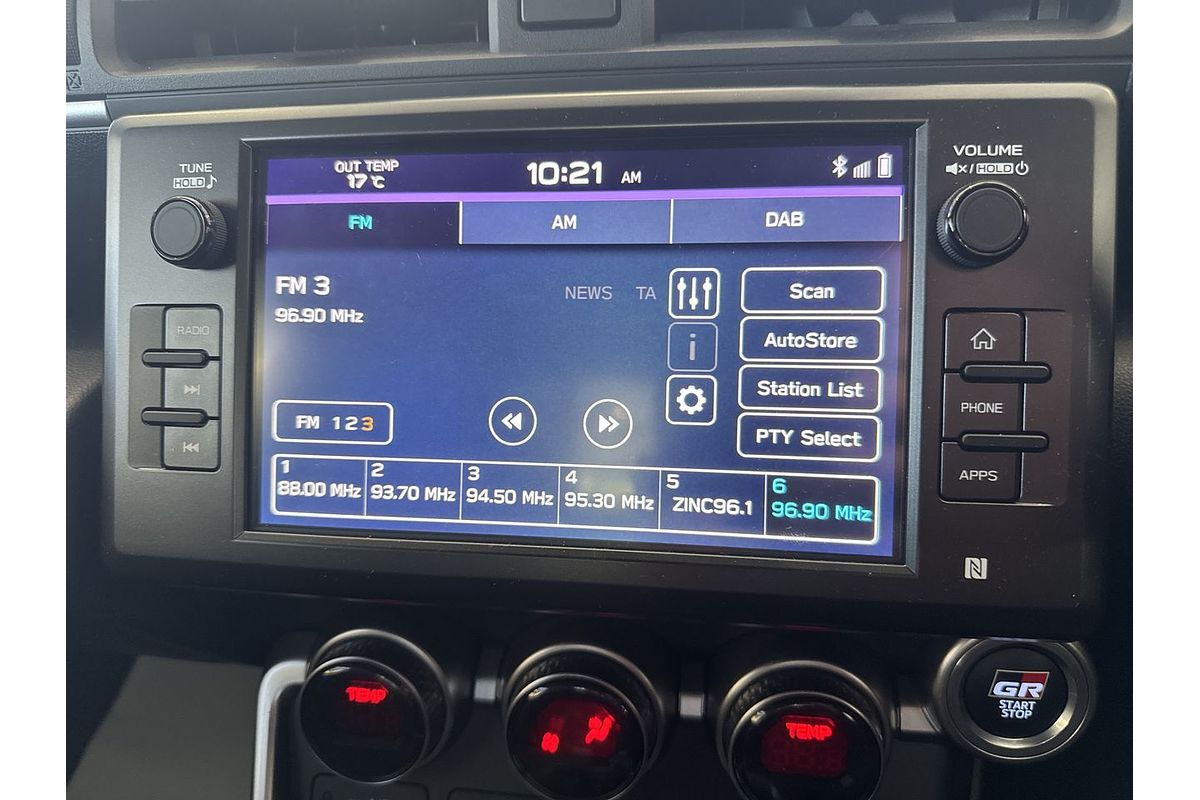 TUNE
HOLD
OUT TEMP
17°C
10:21 AM
VOLUME
/HOLD/
FM
AM
DAB
FM 3
96.90 MHz
NEWS
TA
i
Scan
AutoStore
Station List
PTY Select
RADIO
PHONE
APPS
FM 1 2 3
1
88.00 MHz
2
93.70 MHz
3
94.50 MHz
4
95.30 MHz
5
ZINC96.1
6
96.90 MHz
N
TEMP
TEMP
GR
START
STOP